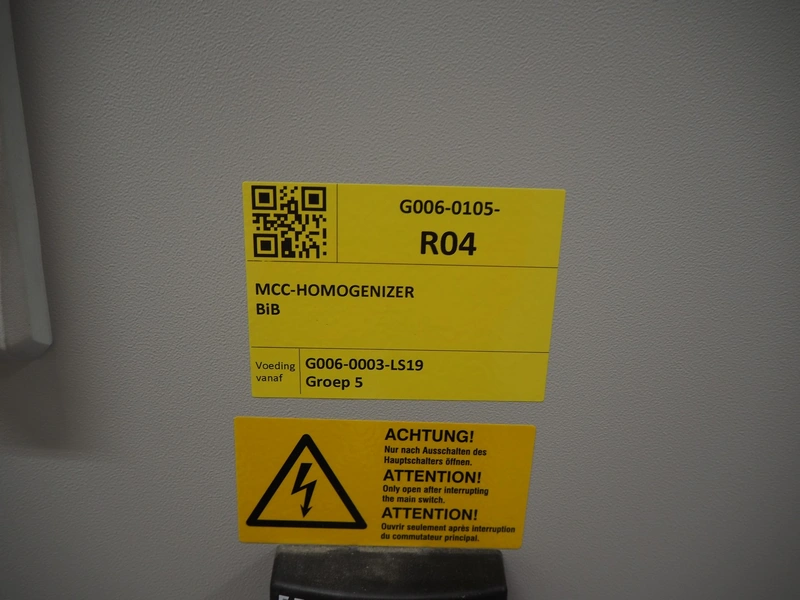 G006-0105-
R04
MCC-HOMOGENIZER
BiB
Voeding vanaf
G006-0003-LS19
Groep 5
ACHTUNG!
Nur nach Ausschalten des
Hauptschalters öffnen.
ATTENTION!
Only open after interrupting
the main switch.
ATTENTION!
Ouvrir seulement après interruption
du commutateur principal.